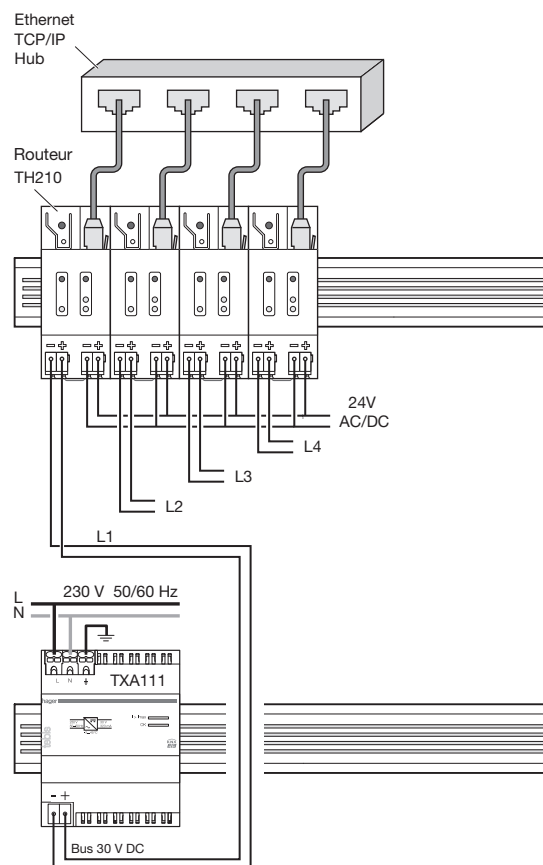 Ethernet
TCP/IP
Hub
Routeur
TH210
24V
AC/DC
L4
L3
L2
L1
L
N
230 V 50/60 Hz
L N
TXA111
hager
tebis
OK
- +
Bus 30 V DC